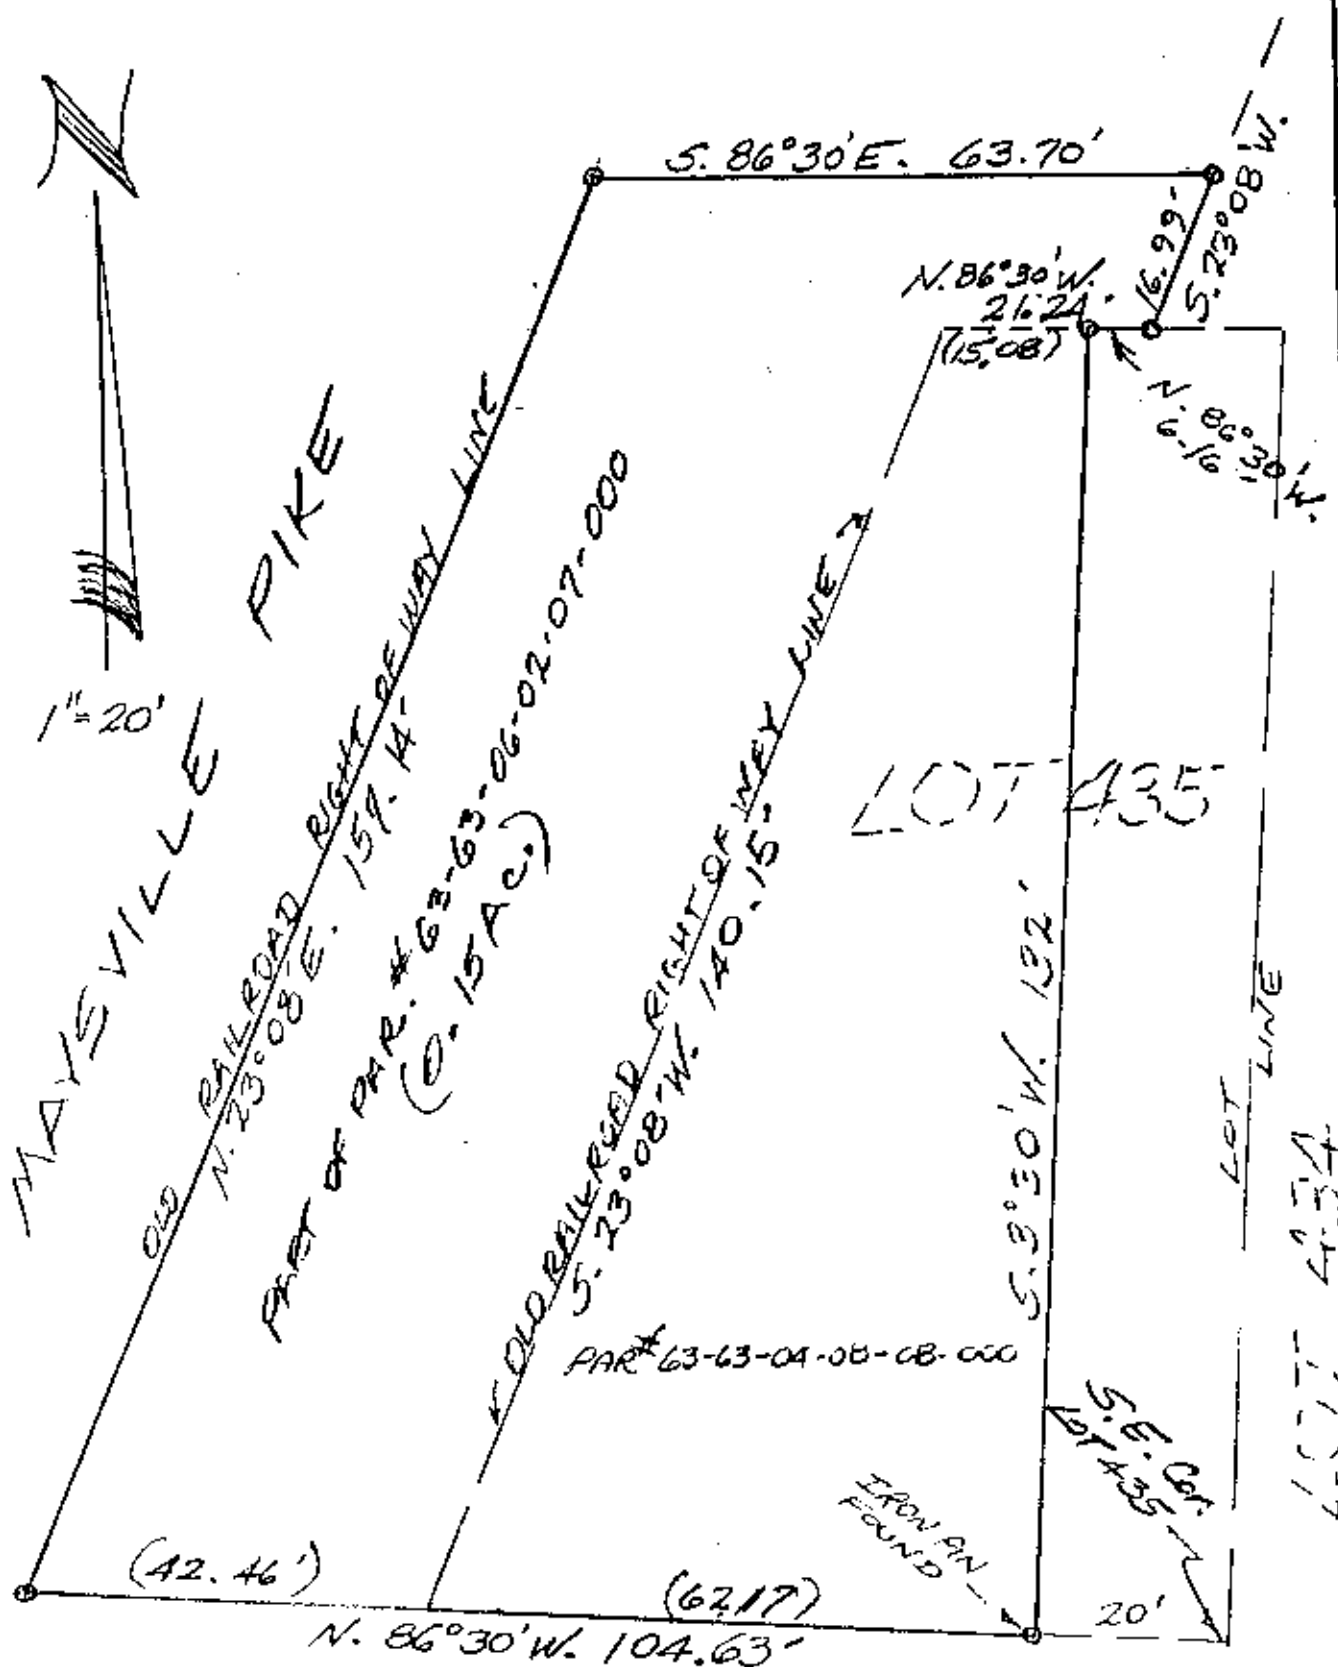 N
1"=20'
S. 86°30'E. 63.70'
16.99'
S. 23°08'W.
N. 86°30'W.
21.24'
(15.08)
N. 86°30'W.
6.16
MAYSVILLE PIKE
OLD RAILROAD RIGHT OF WAY LINE
N. 23°08'E.
PART OF PAR. # 63-63-06-02-07-000
(0.15 Ac.)
OLD RAILROAD RIGHT OF WEY LINE
S. 23°08'W. 140.15'
LOT 435
S. 3°30'W. 132'
LOT LINE
LOT 434
PAR# 63-63-04-08-08-000
S.E. Cor.
LOT 435
IRON PIN
FOUND
(42.46')
(62.17)
20'
N. 86°30'W. 104.63'